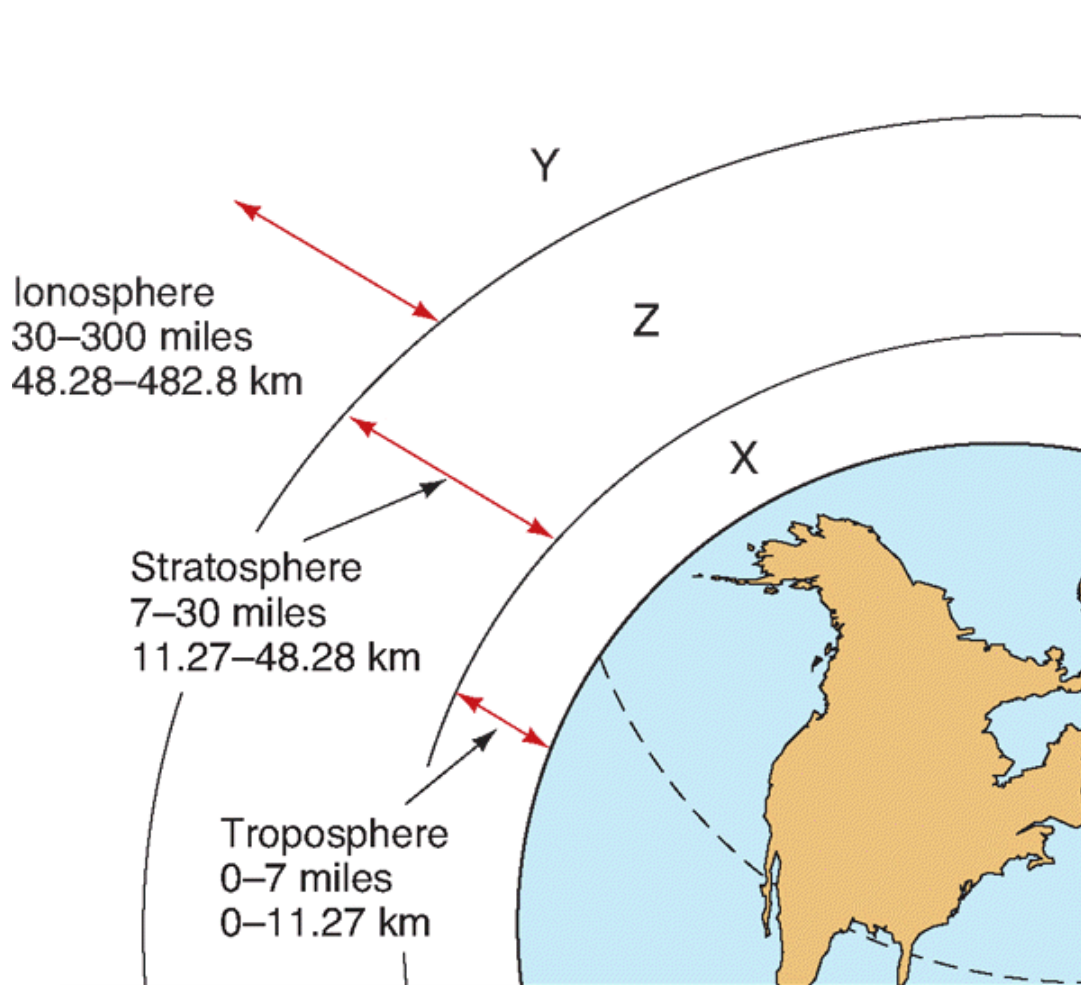 Y
Ionosphere
30–300 miles
48.28–482.8 km
Z
X
Stratosphere
7–30 miles
11.27–48.28 km
Troposphere
0–7 miles
0–11.27 km